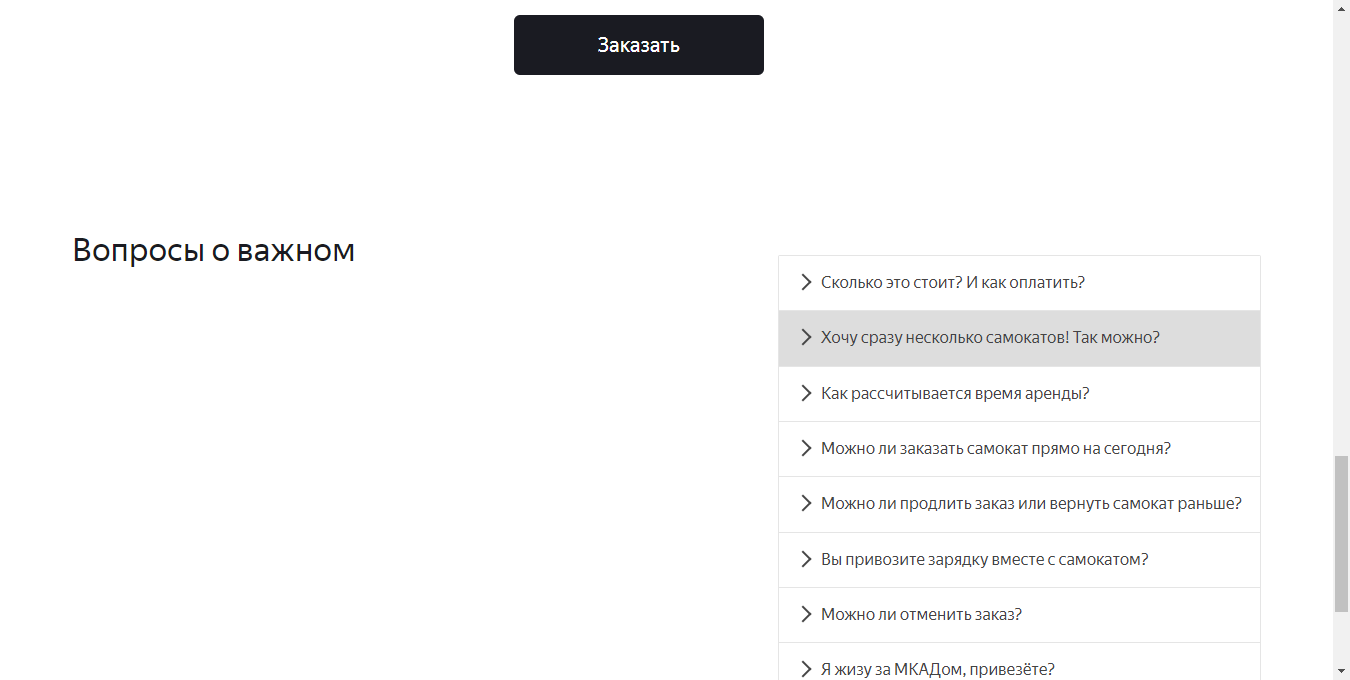 Заказать
Вопросы о важном
Сколько это стоит? И как оплатить?
Хочу сразу несколько самокатов! Так можно?
Как рассчитывается время аренды?
Можно ли заказать самокат прямо на сегодня?
Можно ли продлить заказ или вернуть самокат раньше?
Вы привозите зарядку вместе с самокатом?
Можно ли отменить заказ?
Я жизу за МКАДом, привезёте?